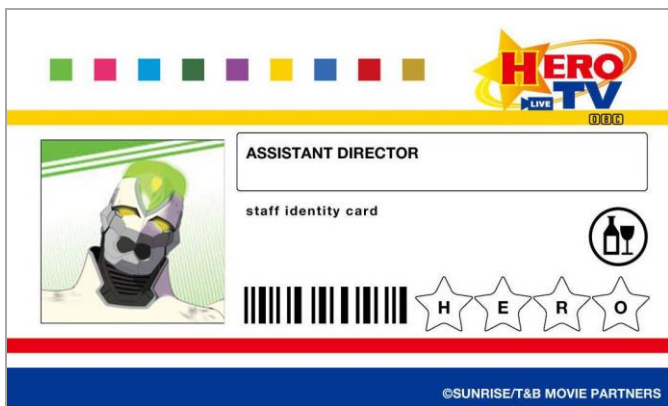 HERO
LIVE TV
OBC
ASSISTANT DIRECTOR
staff identity card
H E R O
©SUNRISE/T&B MOVIE PARTNERS